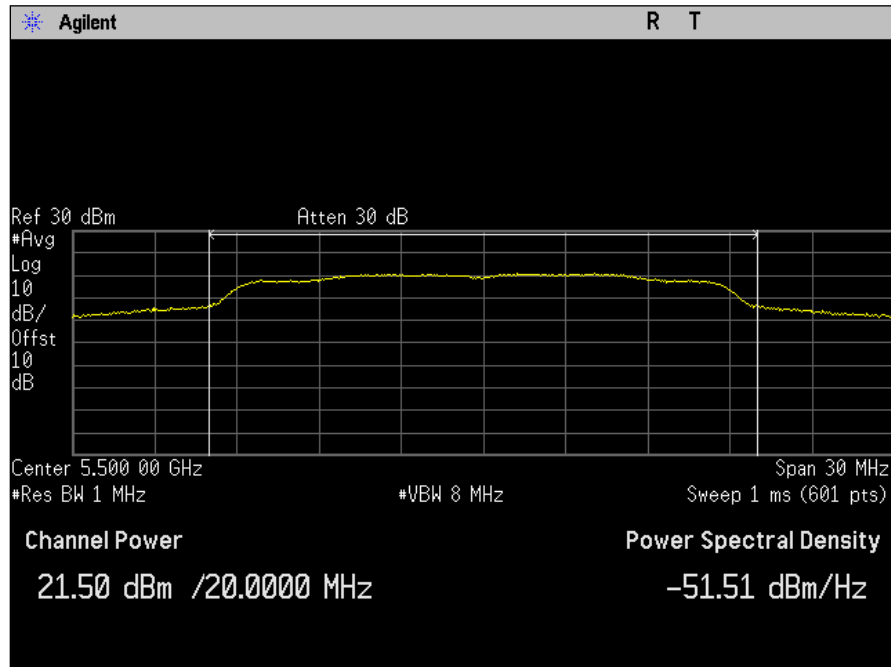 Agilent R T
Ref 30 dBm Atten 30 dB
#Avg
Log
10
dB/
Offst
10
dB
Center 5.500 00 GHz Span 30 MHz
#Res BW 1 MHz #VBW 8 MHz Sweep 1 ms (601 pts)
Channel Power Power Spectral Density
21.50 dBm /20.0000 MHz -51.51 dBm/Hz